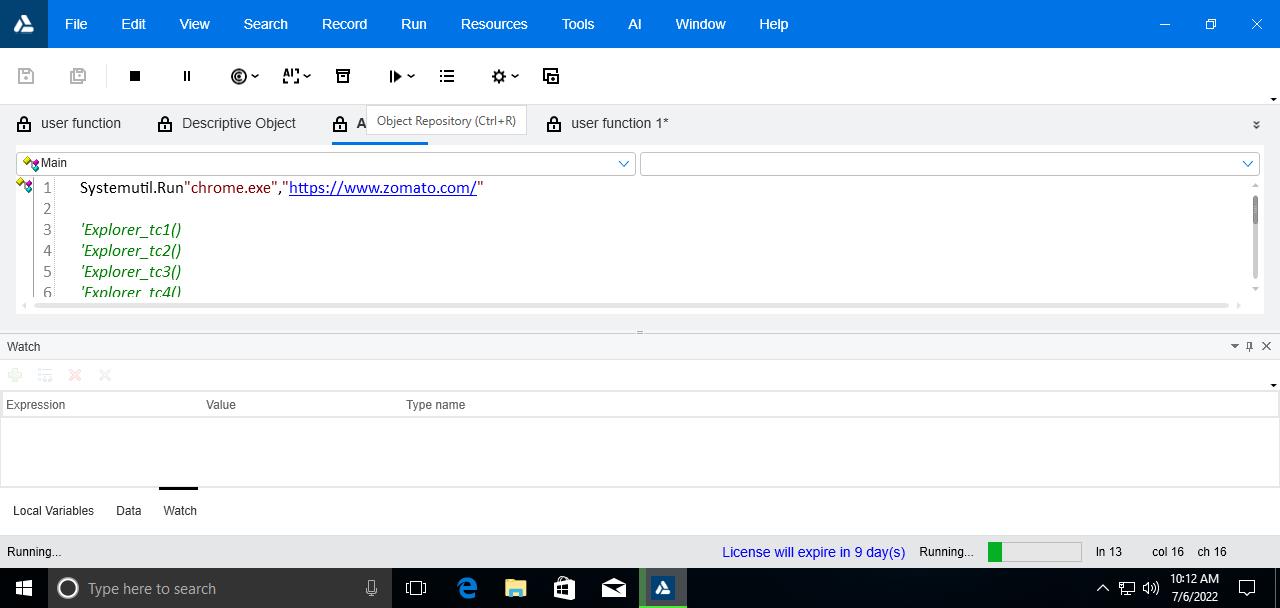 File Edit View Search Record Run Resources Tools AI Window Help
AI
user function Descriptive Object A Object Repository (Ctrl+R) user function 1*
Main
1 Systemutil.Run"chrome.exe","https://www.zomato.com/"
2
3 'Explorer_tc1()
4 'Explorer_tc2()
5 'Explorer_tc3()
6 'Explorer_tc4()
Watch
Expression Value Type name
Local Variables Data Watch
Running... License will expire in 9 day(s) Running... ln 13 col 16 ch 16
Type here to search
10:12 AM
7/6/2022